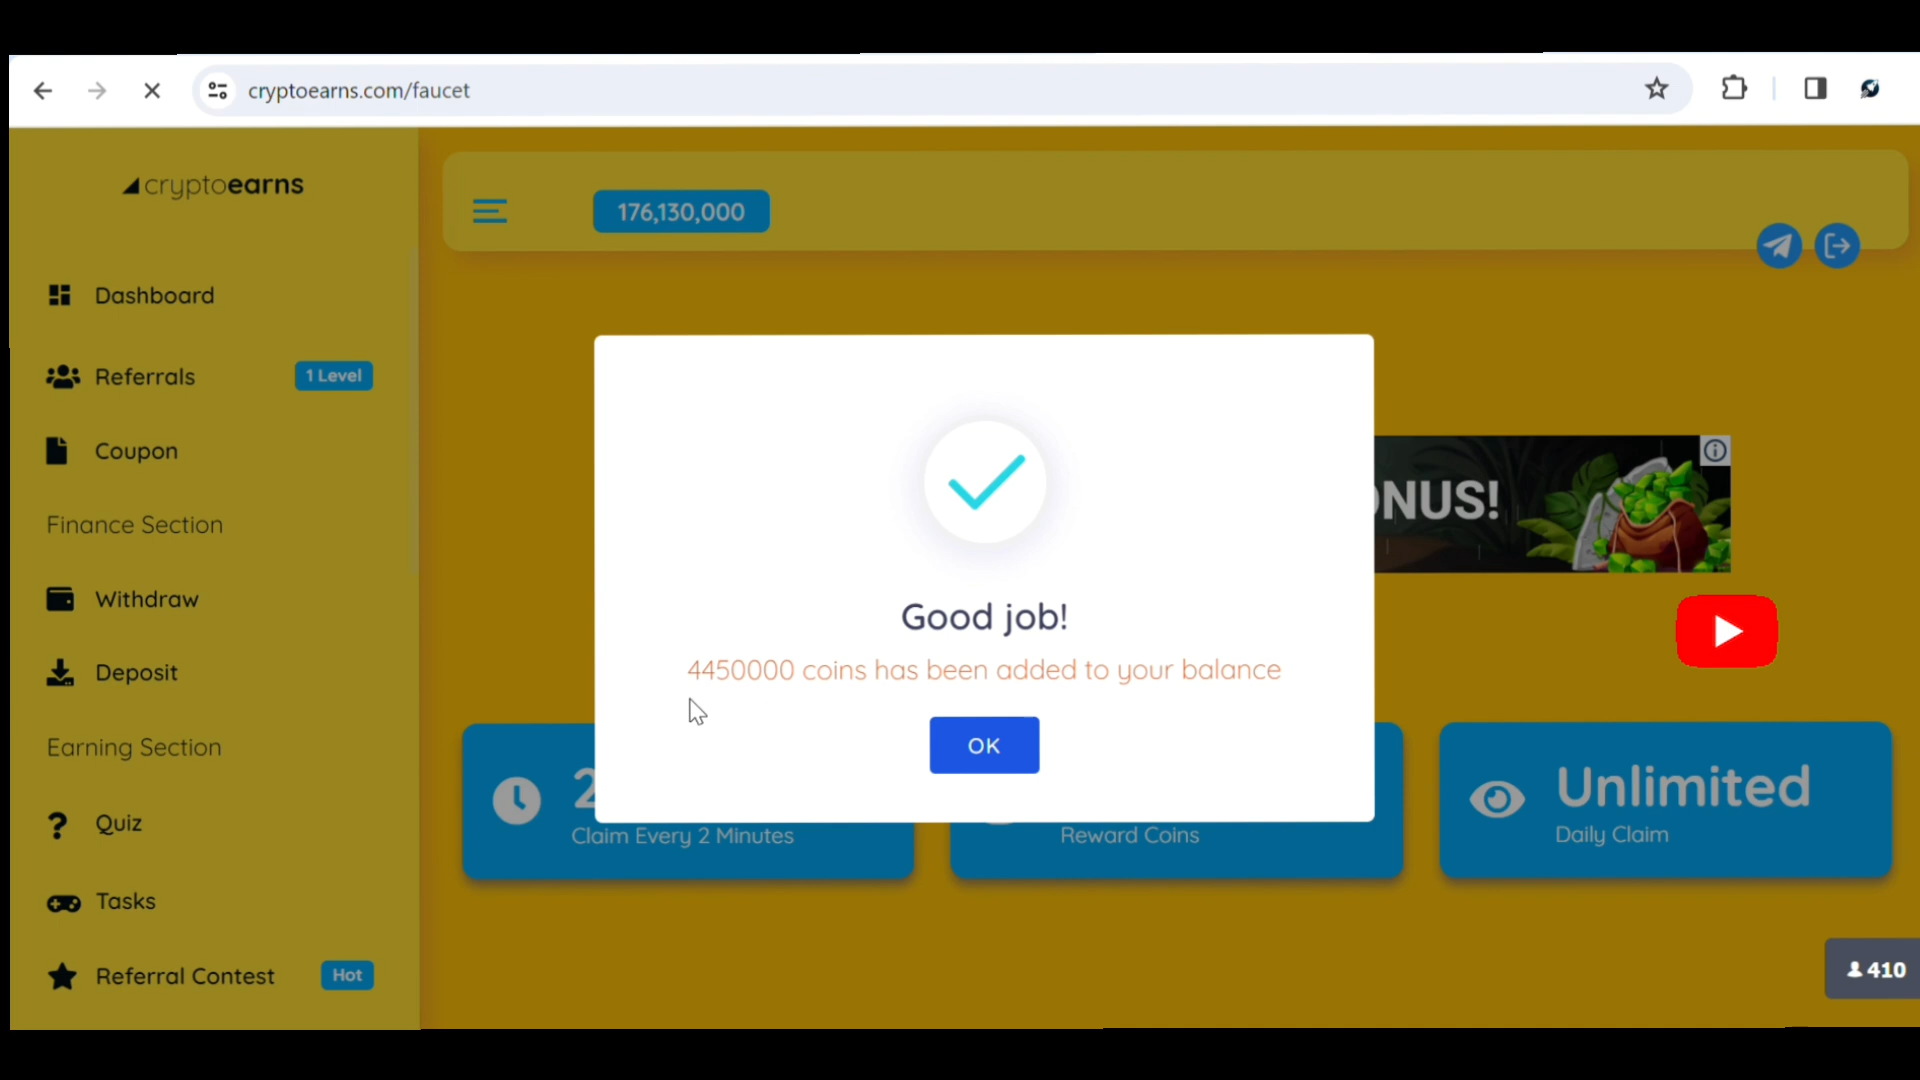 cryptoearns.com/faucet
cryptoearns
176,130,000
Dashboard
Referrals
1 Level
Coupon
Finance Section
Withdraw
Deposit
Earning Section
Quiz
Tasks
Referral Contest
Hot
NUS!
Good job!
4450000 coins has been added to your balance
OK
2
Claim Every 2 Minutes
Reward Coins
Unlimited
Daily Claim
410